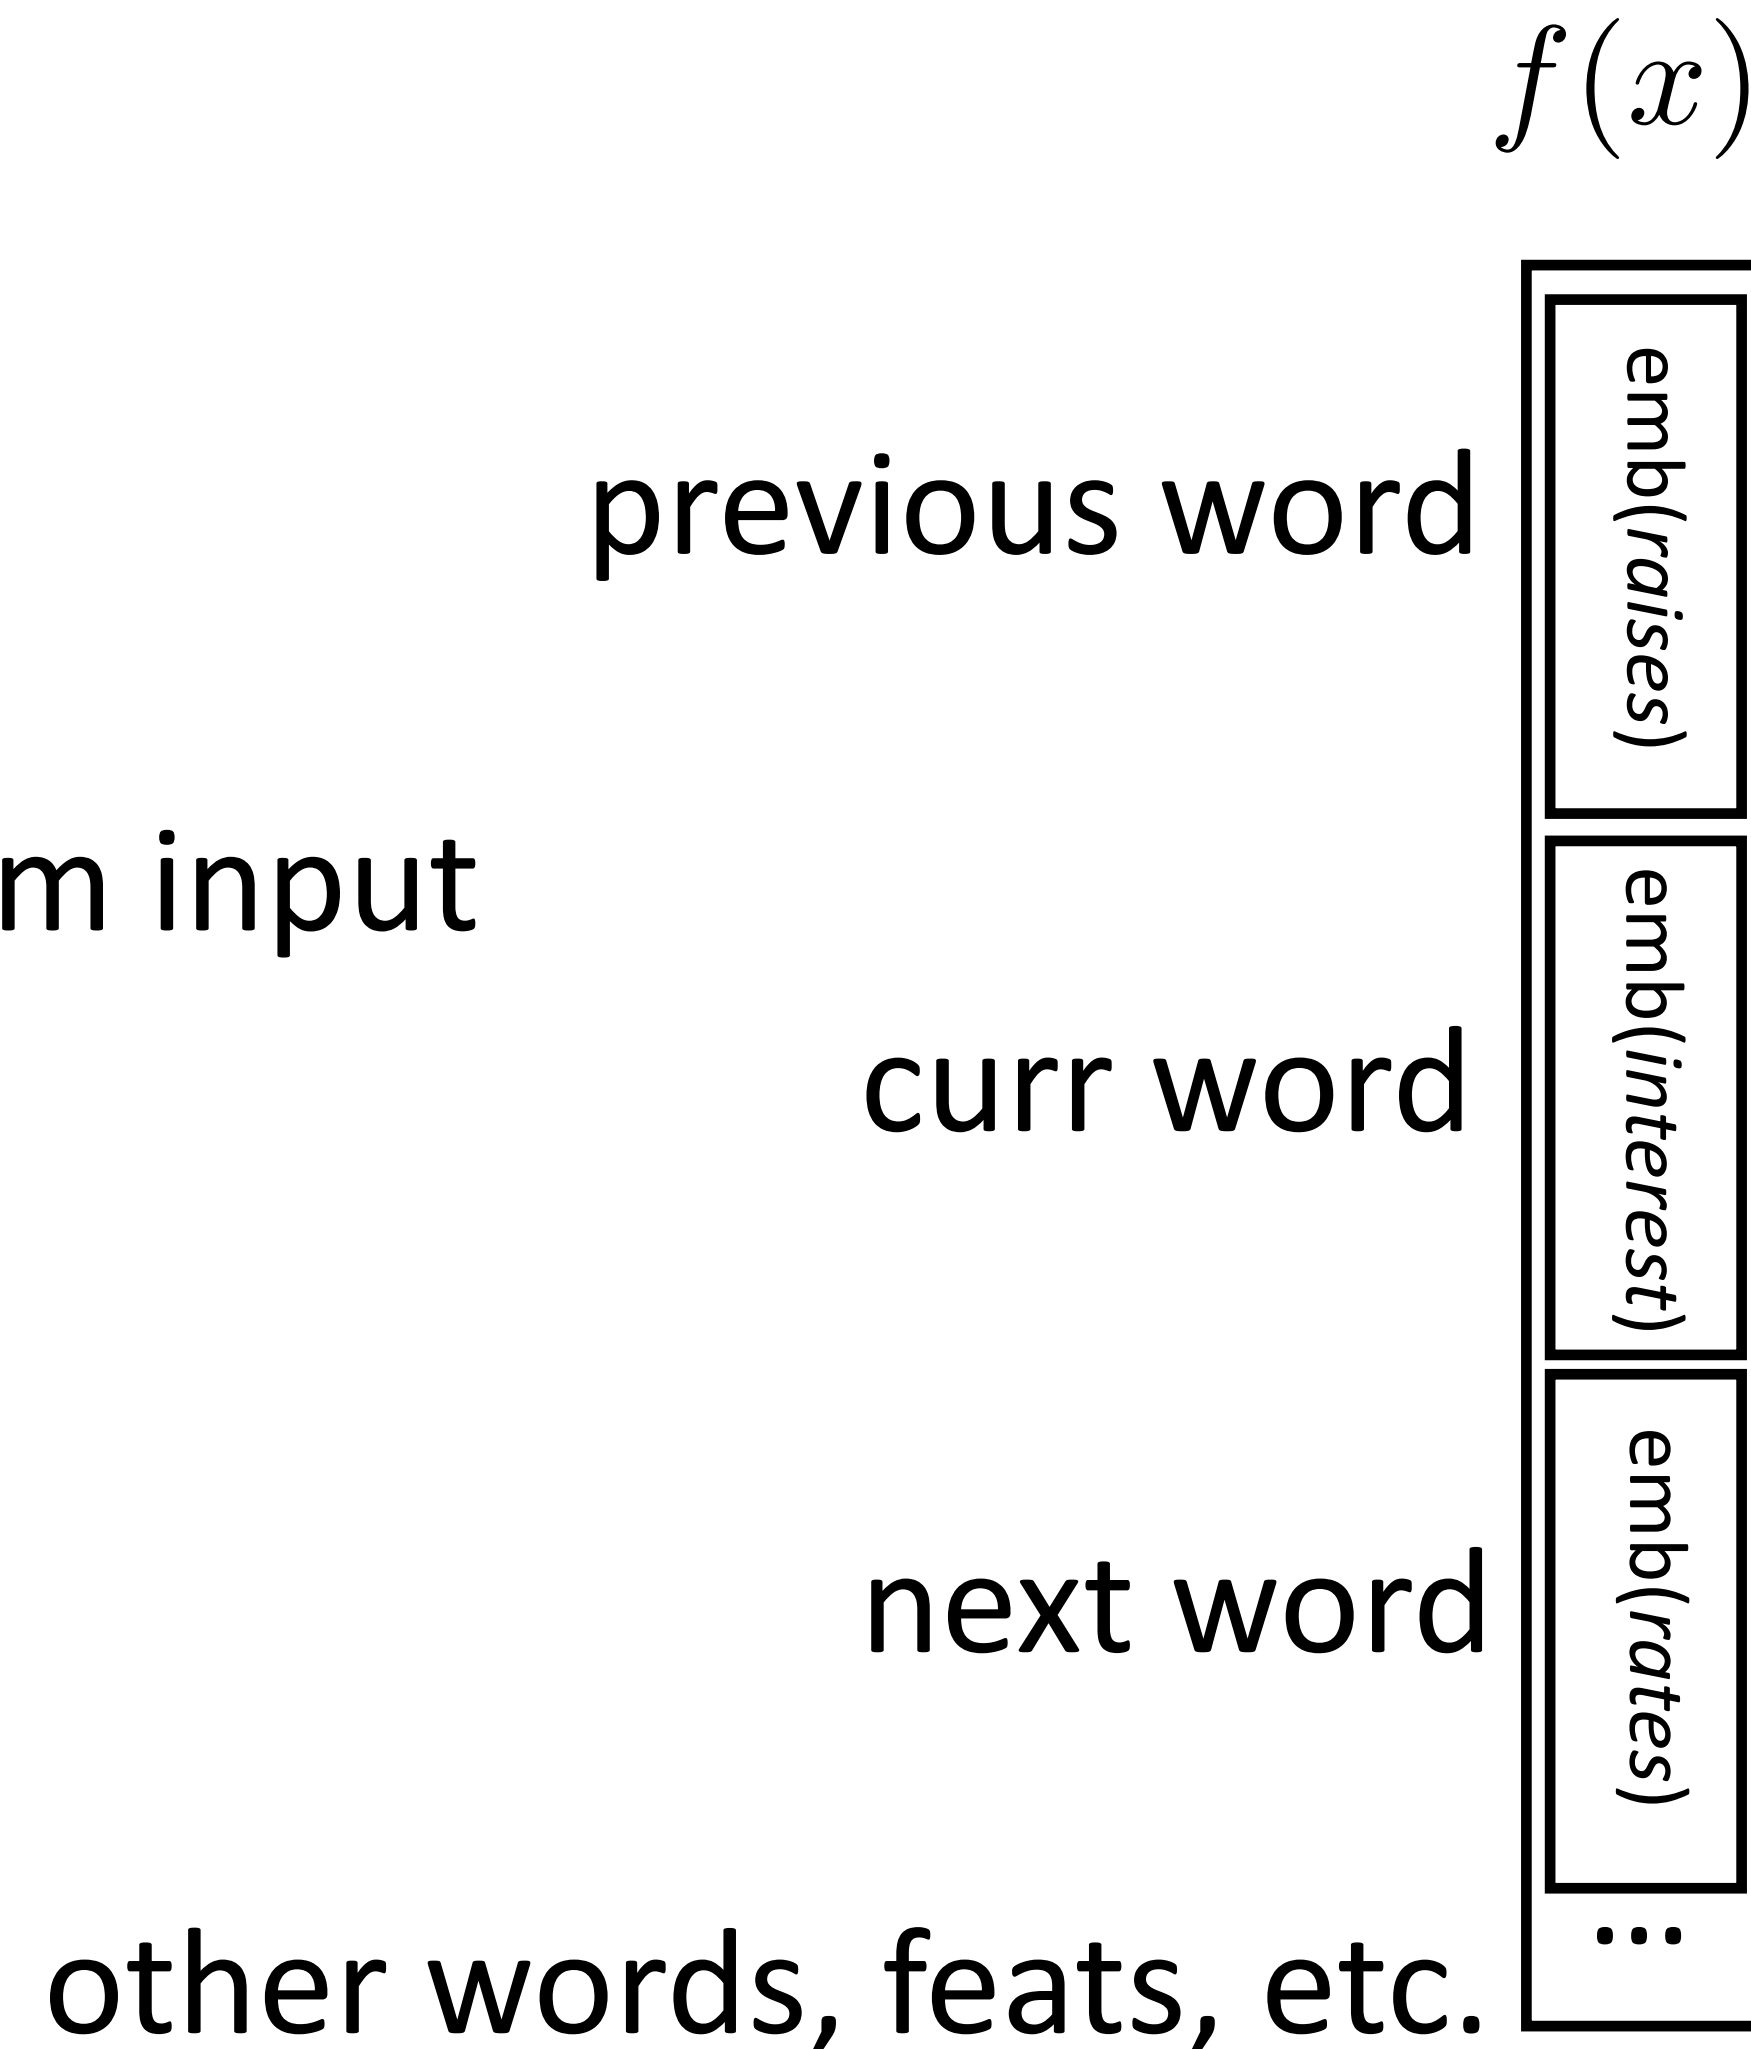 f(x)
emb(raises)
previous word
m input
emb(interest)
curr word
emb(rates)
next word
...
other words, feats, etc.